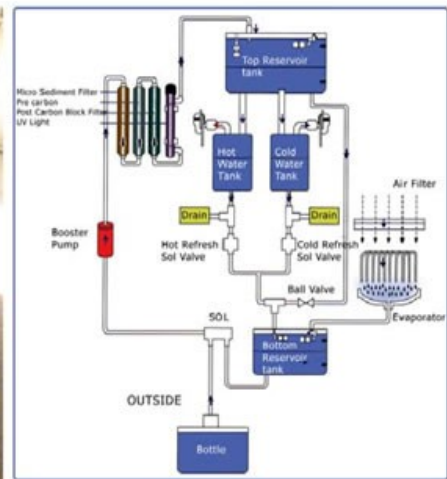 Micro Sediment Filter
Pre carbon
Post Carbon Block Filter
UV Light
Top Reservoir
tank
Hot
Water
Tank
Cold
Water
Tank
Air Filter
Drain
Drain
Booster
Pump
Hot Refresh
Sol Valve
Cold Refresh
Sol Valve
Ball Valve
Evaporator
SOL
Bottom
Reservoir
tank
OUTSIDE
Bottle